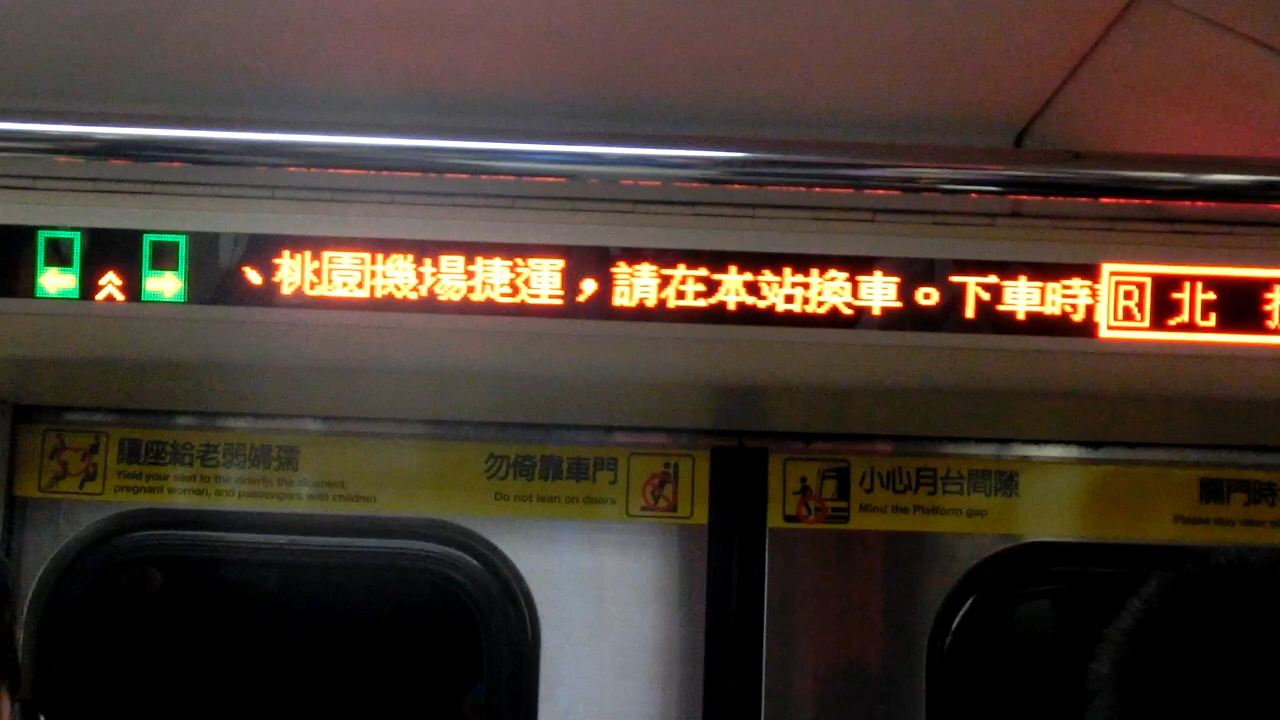 、桃園機場捷運，請在本站換車。下車時
R 北
讓座給老弱婦孺
Yield your seat to the elderly, the disabled,
pregnant women, and passengers with children
勿倚靠車門
Do not lean on doors
小心月台間隙
Mind the Platform gap
關門時
Please stay clear